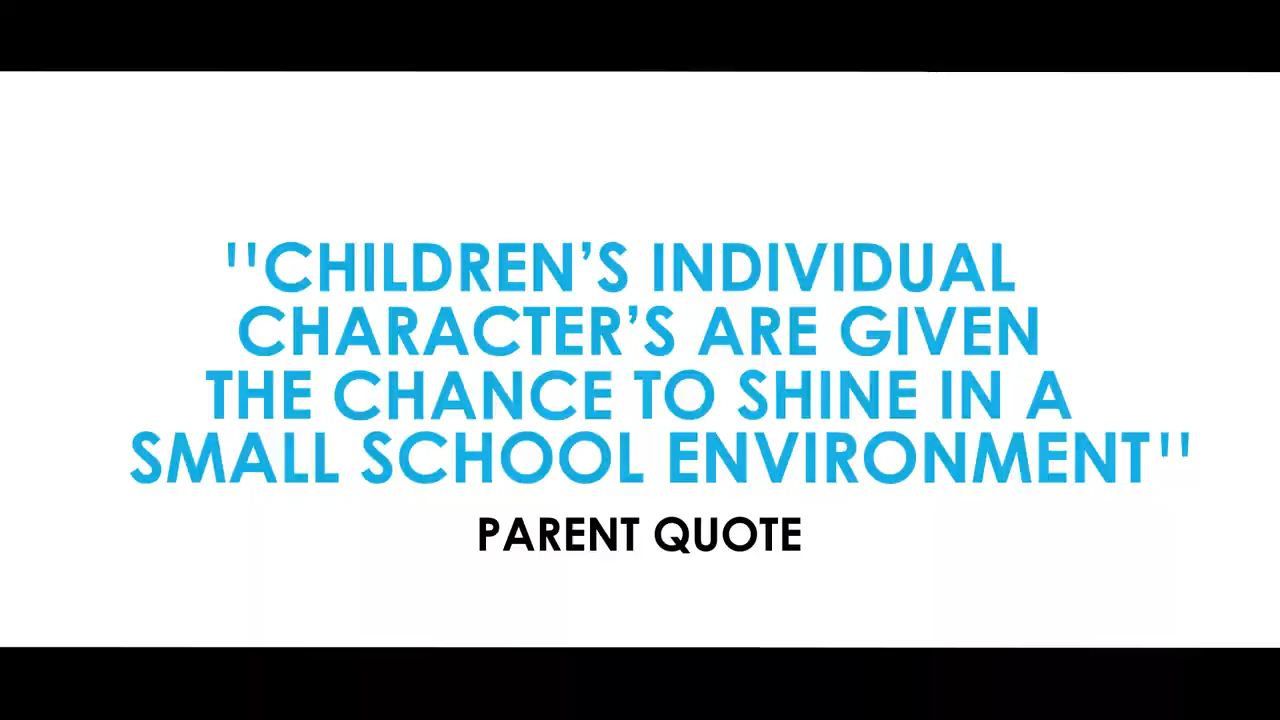 ''CHILDREN’S INDIVIDUAL
CHARACTER’S ARE GIVEN
THE CHANCE TO SHINE IN A
SMALL SCHOOL ENVIRONMENT''
PARENT QUOTE